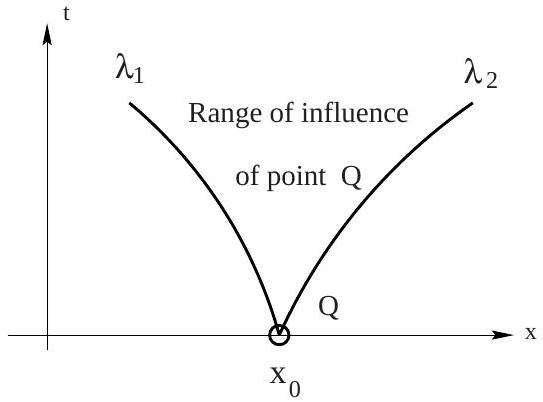 t
λ1
λ2
Range of influence
of point Q
Q
x
x0